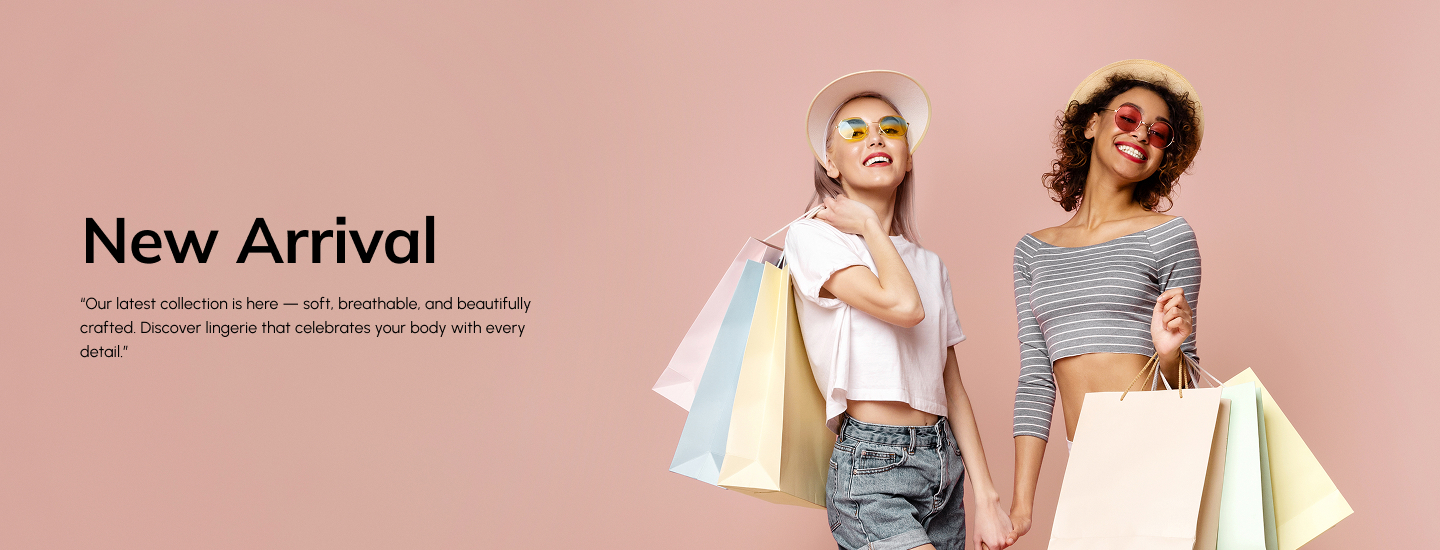 New Arrival
“Our latest collection is here — soft, breathable, and beautifully
crafted. Discover lingerie that celebrates your body with every
detail.”